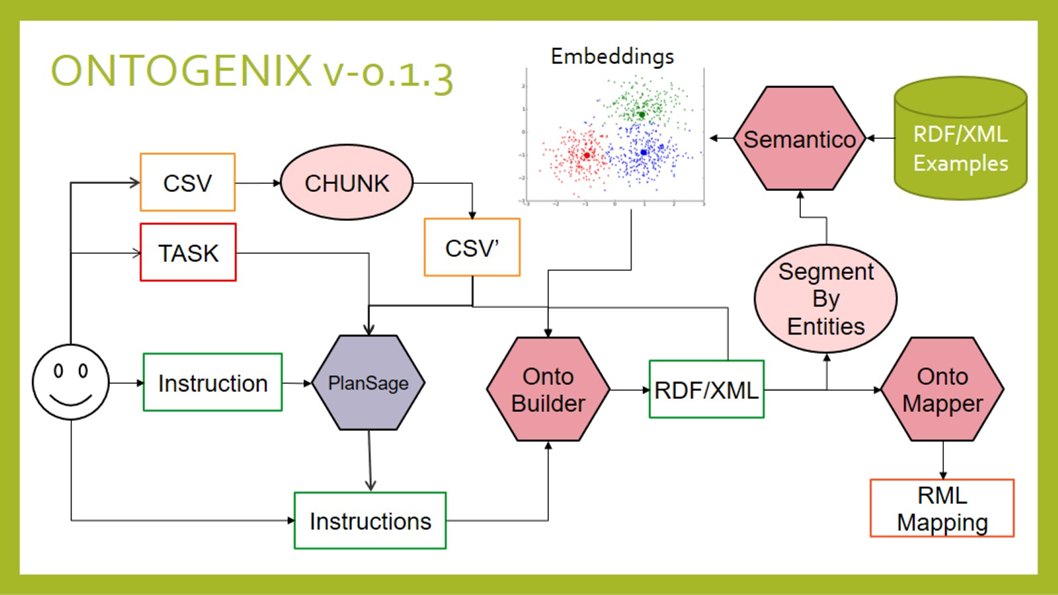 ONTOGENIX v-0.1.3
Embeddings
Semantico
RDF/XML
Examples
CSV
CHUNK
CSV’
TASK
Segment
By
Entities
Instruction
PlanSage
Onto
Builder
RDF/XML
Onto
Mapper
Instructions
RML
Mapping